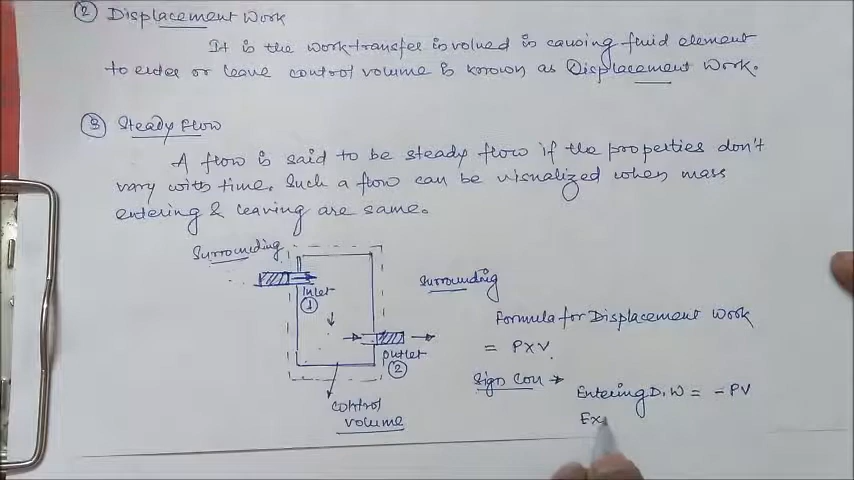 ② Displacement Work
It is the work transfer involued is causing fluid element
to enter or leave control volume is known as Displacement Work.
③ Steady Flow
A flow is said to be steady flow if the properties don't
vary with time. Such a flow can be visualized when mass
entering & leaving are same.
Surrounding
Inlet
①
Surrounding
outlet
②
control
volume
Formula for Displacement Work
= P×V.
Sign Con →
Entering D.W = - PV
Ex